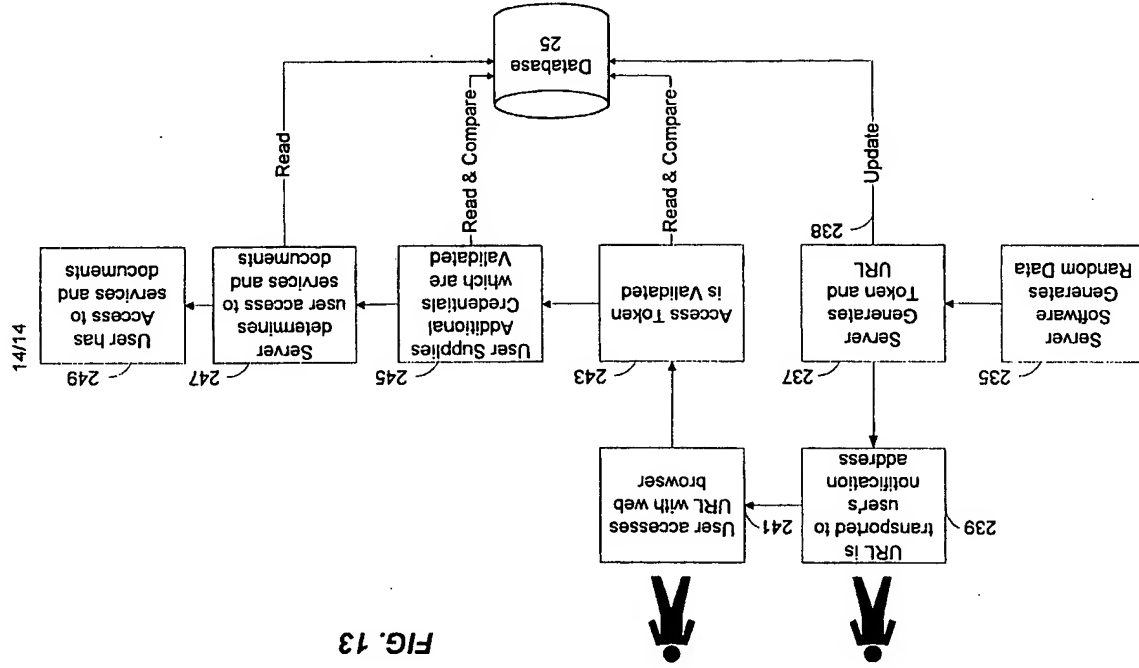 14/14
FIG. 13
URL is
transported to
user's
notification
address
239
User accesses
URL with web
browser
241
Server
Software
Generates
Random Data
235
Server
Generates
Token and
URL
237
238
Access Token
is Validated
243
User Supplies
Additional
Credentials
which are
Validated
245
Server
determines
user access to
services and
documents
247
User has
Access to
services and
documents
249
Update
Read & Compare
Read & Compare
Read
Database
25